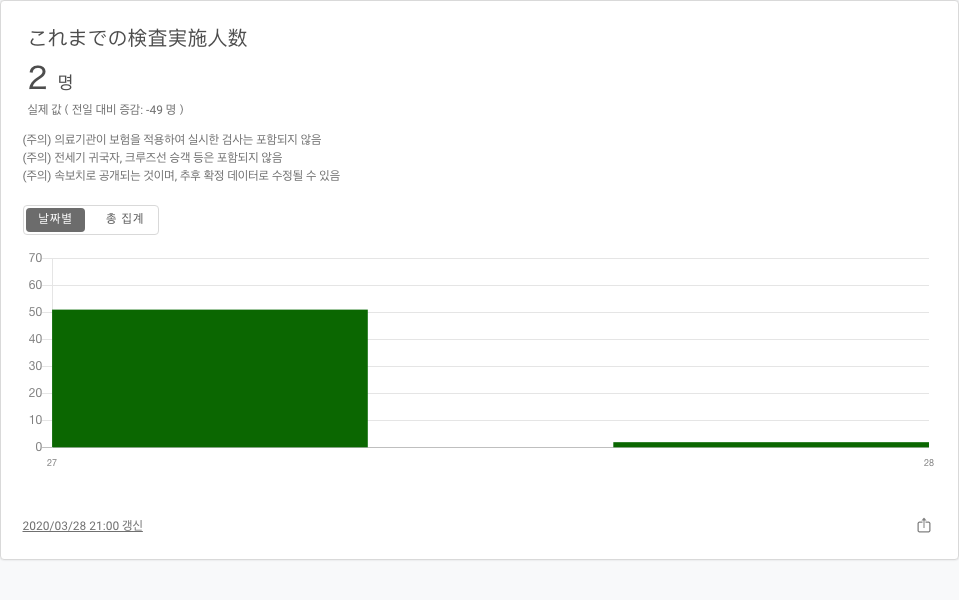 これまでの検査実施人数
2 명
실제 값 ( 전일 대비 증감: -49 명 )
(주의) 의료기관이 보험을 적용하여 실시한 검사는 포함되지 않음
(주의) 전세기 귀국자, 크루즈선 승객 등은 포함되지 않음
(주의) 속보치로 공개되는 것이며, 추후 확정 데이터로 수정될 수 있음
날짜별 총 집계
70
60
50
40
30
20
10
0
27 28
2020/03/28 21:00 갱신